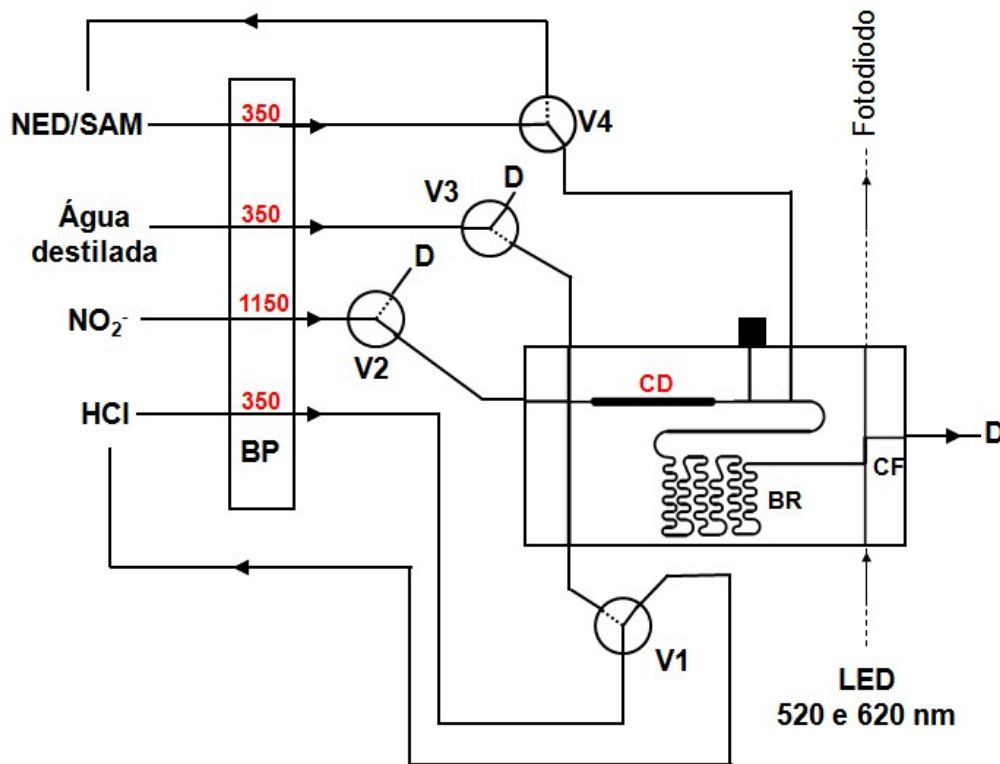 NED/SAM
350
V4
Fotodiodo
Água
destilada
350
V3
D
NO₂⁻
1150
D
V2
HCl
350
BP
CD
BR
CF
D
V1
LED
520 e 620 nm